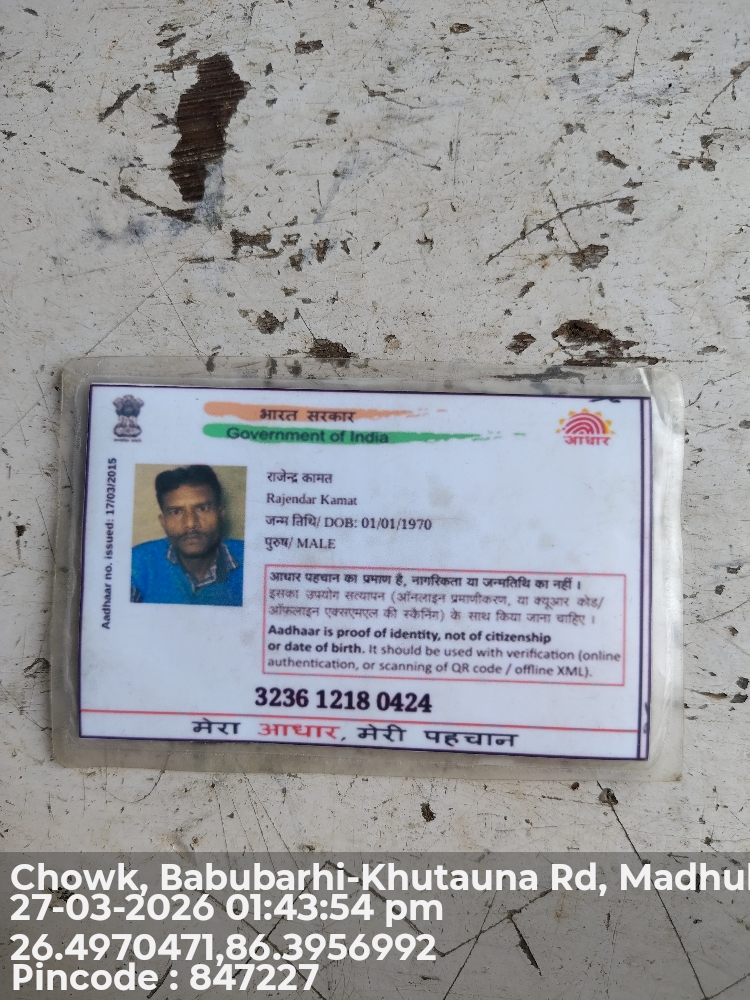 भारत सरकार
Government of India
आधार
Aadhaar no. issued: 17/03/2015
राजेन्द्र कामत
Rajendar Kamat
जन्म तिथि/ DOB: 01/01/1970
पुरुष/ MALE
आधार पहचान का प्रमाण है, नागरिकता या जन्मतिथि का नहीं ।
इसका उपयोग सत्यापन (ऑनलाइन प्रमाणीकरण, या क्यूआर कोड/
ऑफ़लाइन एक्सएमएल की स्कैनिंग) के साथ किया जाना चाहिए ।
Aadhaar is proof of identity, not of citizenship
or date of birth. It should be used with verification (online
authentication, or scanning of QR code / offline XML).
3236 1218 0424
मेरा आधार, मेरी पहचान
Chowk, Babubarhi-Khutauna Rd, Madhu
27-03-2026 01:43:54 pm
26.4970471,86.3956992
Pincode : 847227